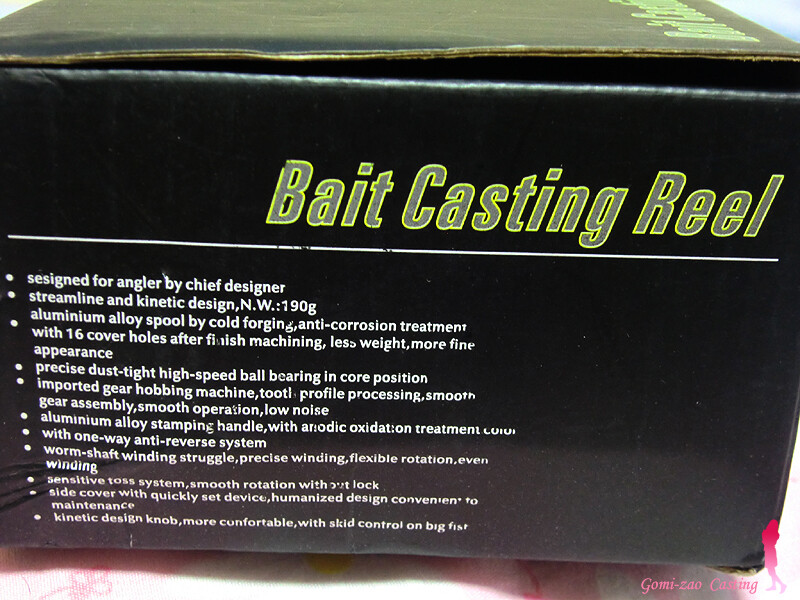 Bait Casting Reel
• sesigned for angler by chief designer
• streamline and kinetic design,N.W.:190g
• aluminium alloy spool by cold forging,anti-corrosion treatment
with 16 cover holes after finish machining, less weight,more fine
appearance
• precise dust-tight high-speed ball bearing in core position
• imported gear hobbing machine,tooth profile processing,smooth
gear assembly,smooth operation,low noise
• aluminium alloy stamping handle,with anodic oxidation treatment color
• with one-way anti-reverse system
• worm-shaft winding struggle,precise winding,flexible rotation,even
winding
• sensitive toss system,smooth rotation without lock
• side cover with quickly set device,humanized design convenient to
maintenance
• kinetic design knob,more confortable,with skid control on big fish
Gomi-zao Casting